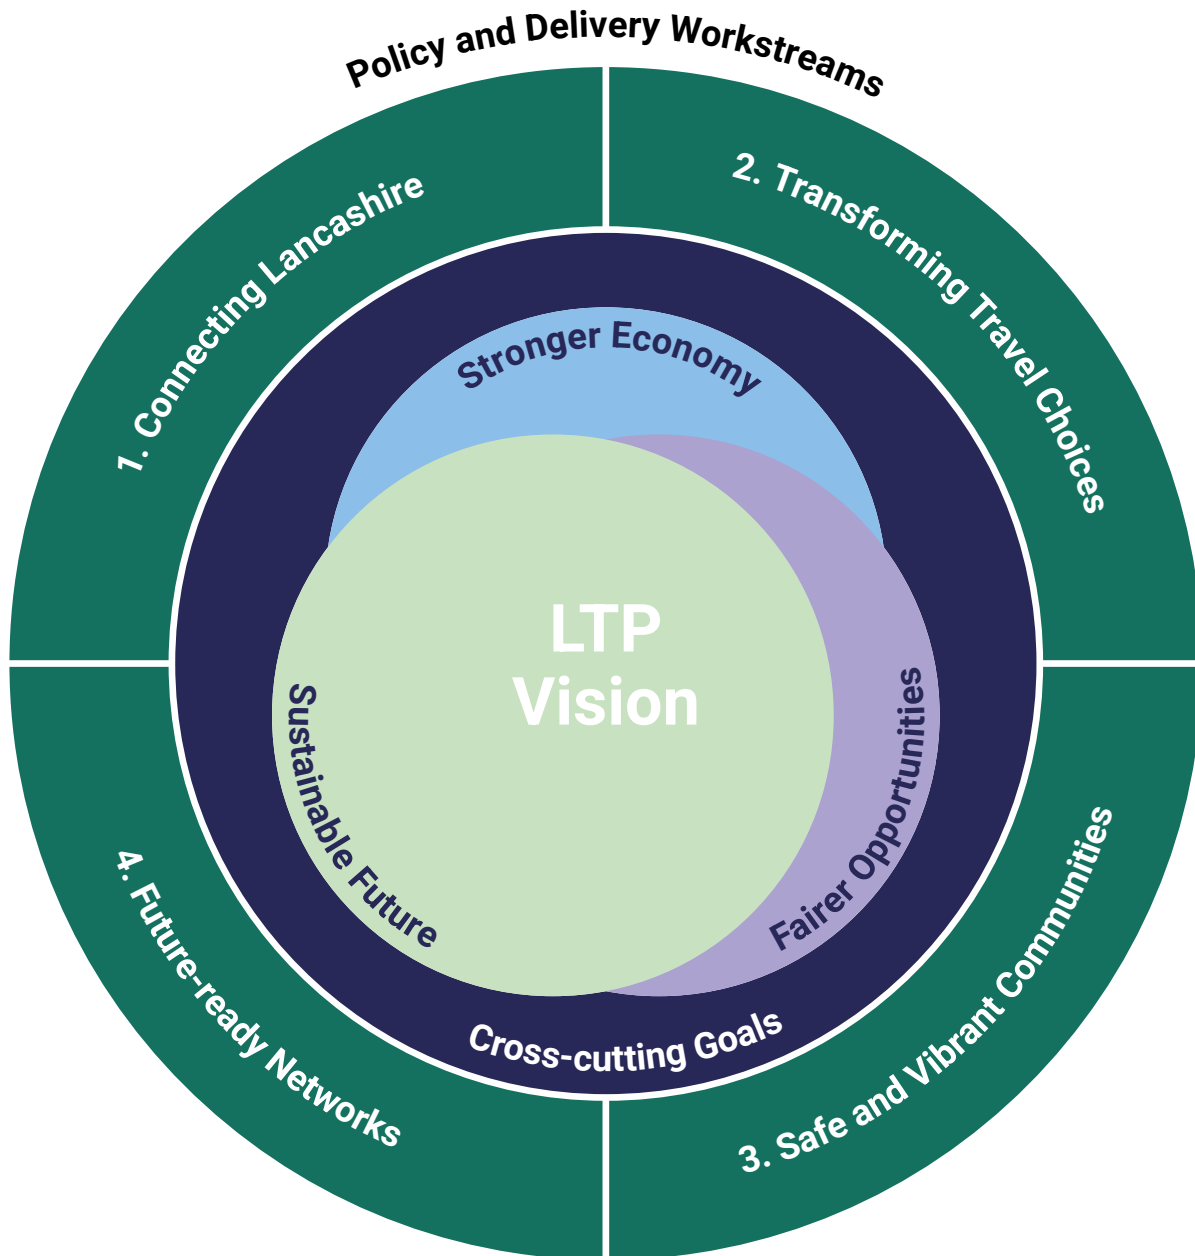 Policy and Delivery Workstreams
1. Connecting Lancashire
2. Transforming Travel Choices
Stronger Economy
LTP
Vision
Sustainable Future
Fairer Opportunities
Cross-cutting Goals
4. Future-ready Networks
3. Safe and Vibrant Communities